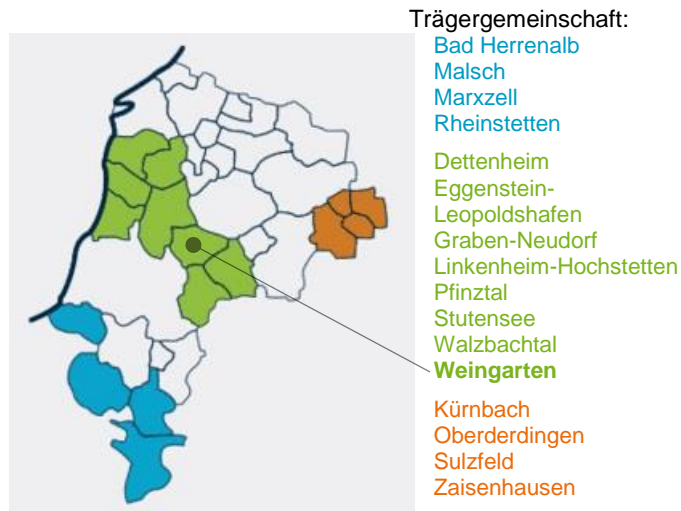 Trägergemeinschaft:
Bad Herrenalb
Malsch
Marxzell
Rheinstetten
Dettenheim
Eggenstein-
Leopoldshafen
Graben-Neudorf
Linkenheim-Hochstetten
Pfinztal
Stutensee
Walzbachtal
Weingarten
Kürnbach
Oberderdingen
Sulzfeld
Zaisenhausen